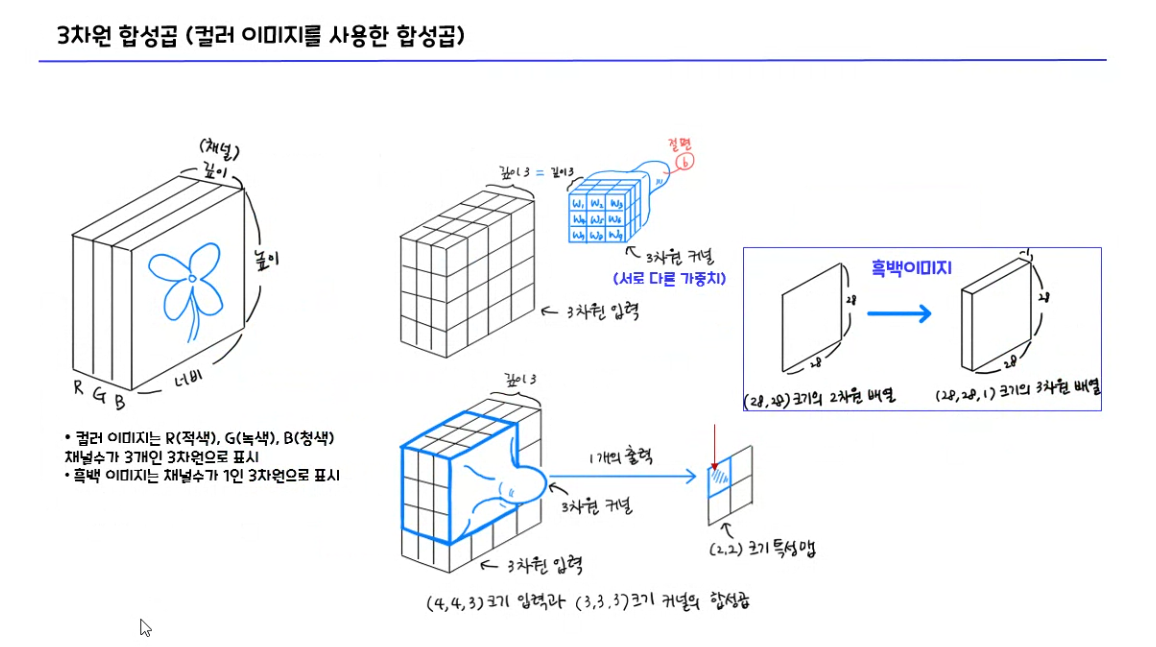 3차원 합성곱 (컬러 이미지를 사용한 합성곱)
(채널)
깊이
높이
너비
R G B
• 컬러 이미지는 R(적색), G(녹색), B(청색)
채널수가 3개인 3차원으로 표시
• 흑백 이미지는 채널수가 1인 3차원으로 표시
절편
b
깊이 3 = 깊이 3
w₁ w₂ w₃
w₄ w₅ w₆
w₇ w₈ w₉
3차원 커널
(서로 다른 가중치)
3차원 입력
깊이 3
1개의 출력
3차원 커널
3차원 입력
(2,2) 크기 특성맵
(4,4,3) 크기 입력과 (3,3,3) 크기 커널의 합성곱
흑백이미지
28
28
1
28
28
(28,28) 크기의 2차원 배열
(28,28,1) 크기의 3차원 배열